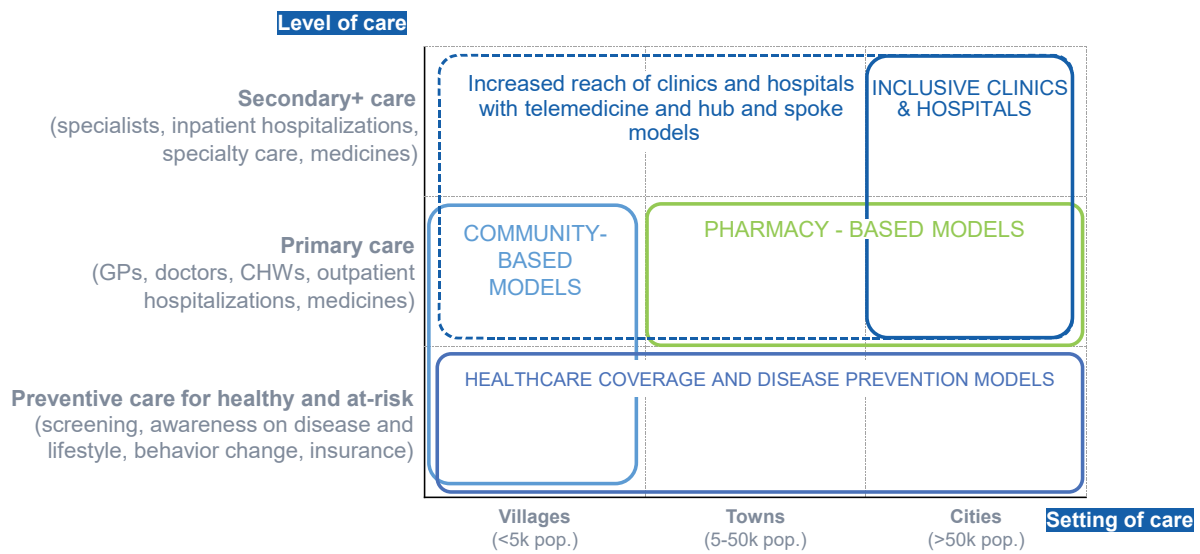 Level of care
Secondary+ care
(specialists, inpatient hospitalizations,
specialty care, medicines)
Increased reach of clinics and hospitals
with telemedicine and hub and spoke
models
INCLUSIVE CLINICS
& HOSPITALS
Primary care
(GPs, doctors, CHWs, outpatient
hospitalizations, medicines)
COMMUNITY-
BASED
MODELS
PHARMACY - BASED MODELS
Preventive care for healthy and at-risk
(screening, awareness on disease and
lifestyle, behavior change, insurance)
HEALTHCARE COVERAGE AND DISEASE PREVENTION MODELS
Villages
(<5k pop.)
Towns
(5-50k pop.)
Cities
(>50k pop.)
Setting of care